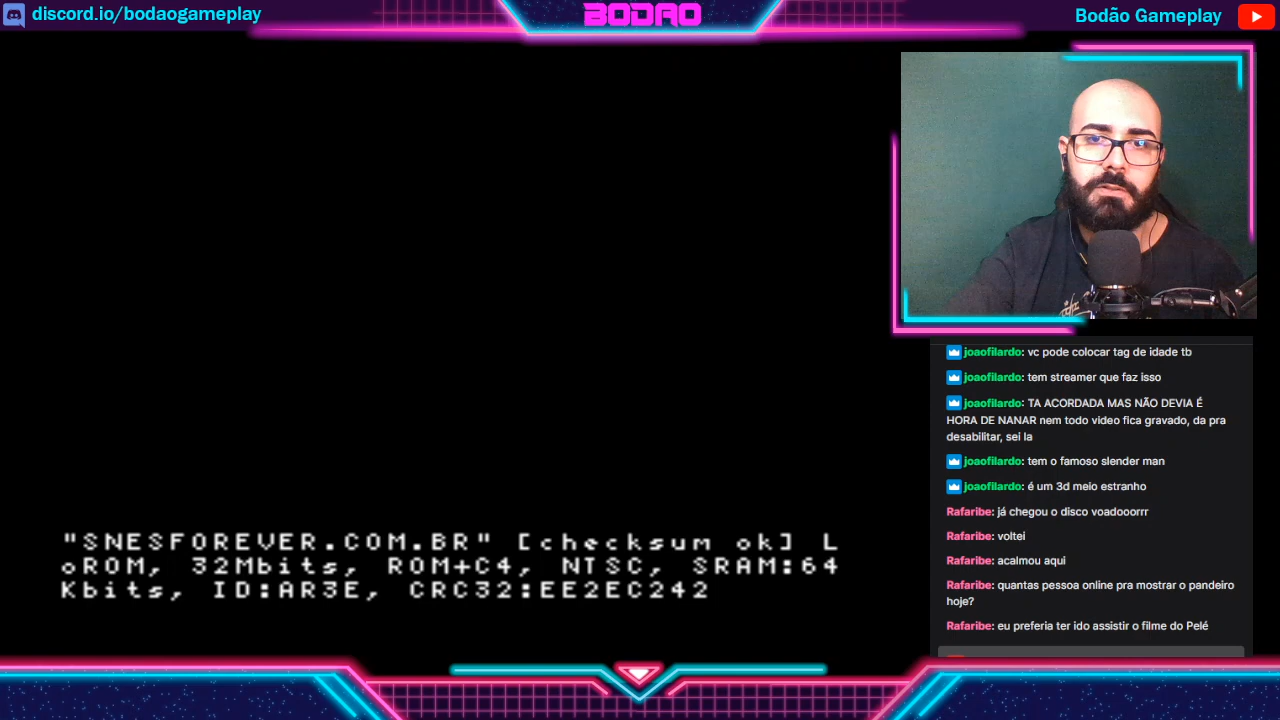 discord.io/bodaogameplay
BODAO
Bodão Gameplay
"SNESFOREVER.COM.BR" [checksum ok] L
oROM, 32Mbits, ROM+C4, NTSC, SRAM:64
Kbits, ID:AR3E, CRC32:EE2EC242
joaofilardo: vc pode colocar tag de idade tb
joaofilardo: tem streamer que faz isso
joaofilardo: TA ACORDADA MAS NÃO DEVIA É
HORA DE NANAR nem todo video fica gravado, da pra
desabilitar, sei la
joaofilardo: tem o famoso slender man
joaofilardo: é um 3d meio estranho
Rafaribe: já chegou o disco voadooorrr
Rafaribe: voltei
Rafaribe: acalmou aqui
Rafaribe: quantas pessoa online pra mostrar o pandeiro
hoje?
Rafaribe: eu preferia ter ido assistir o filme do Pelé